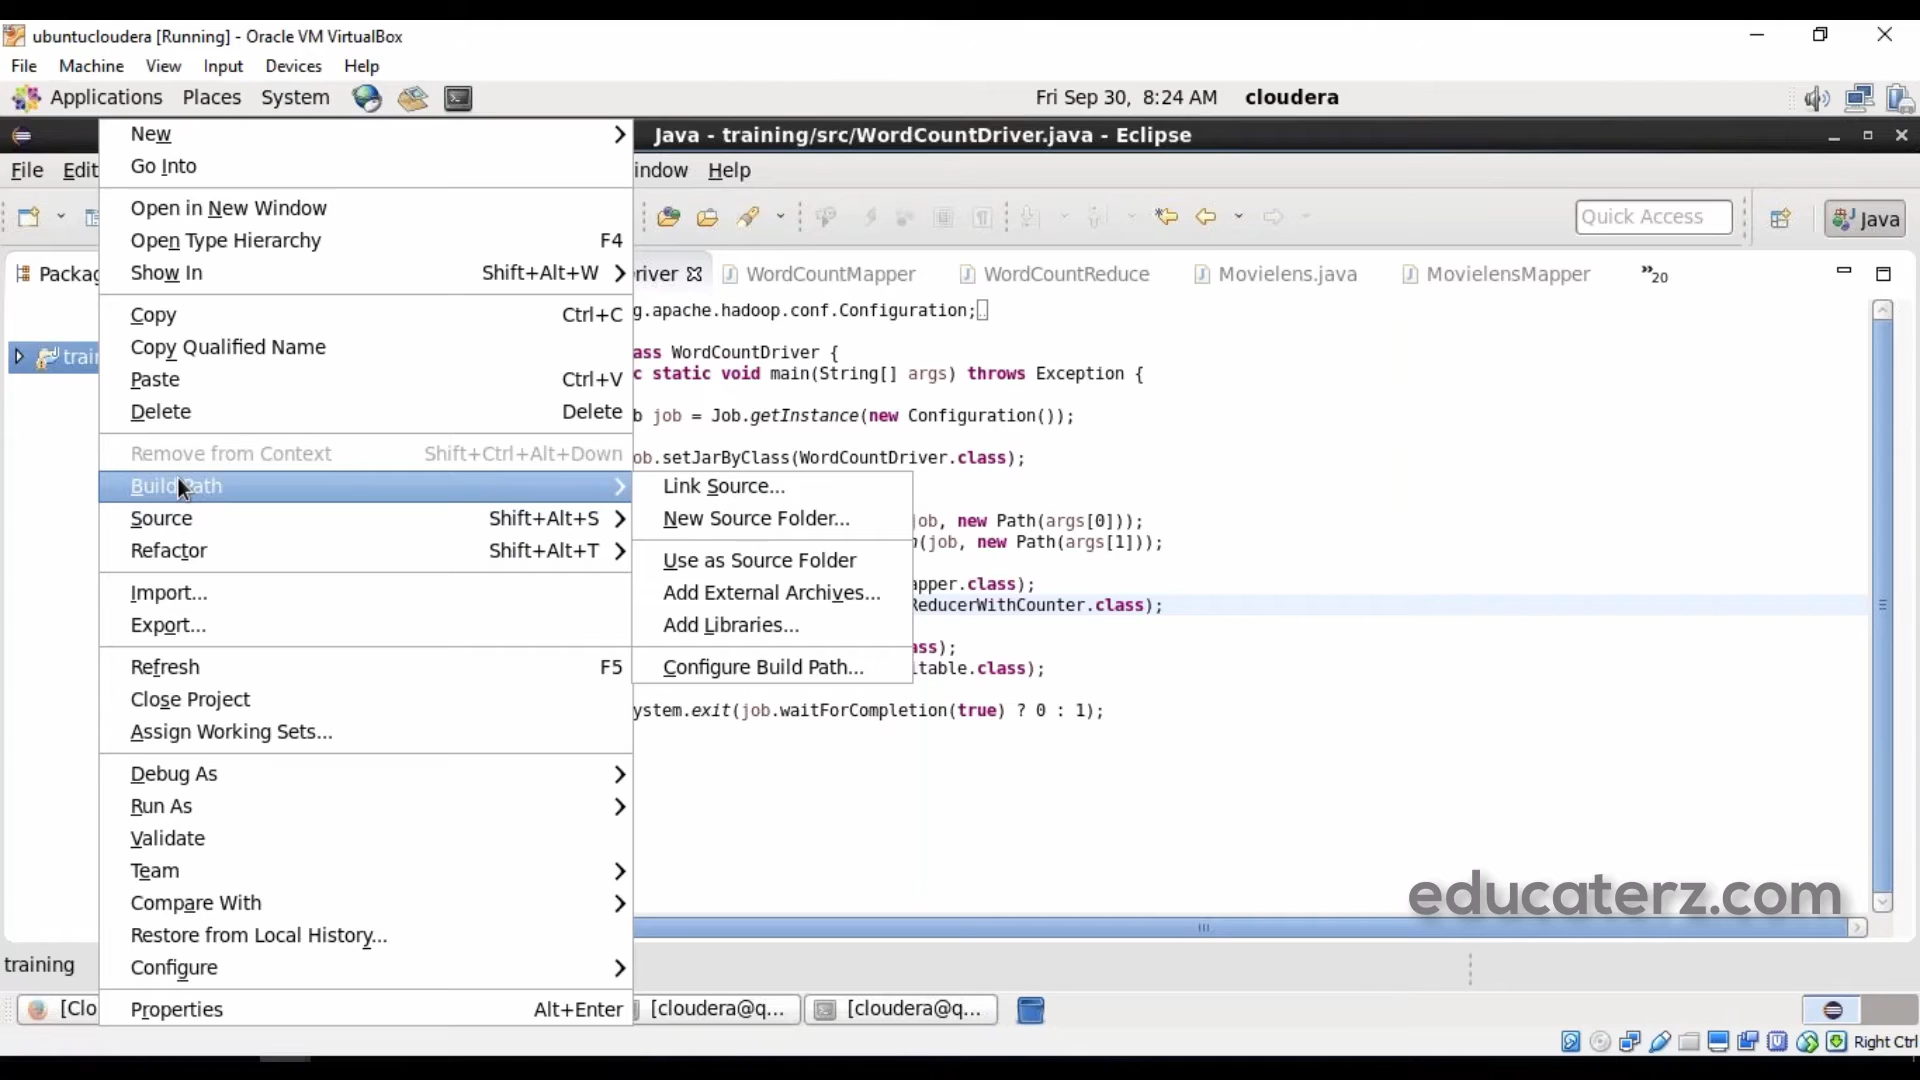 ubuntucloudera [Running] - Oracle VM VirtualBox
File Machine View Input Devices Help
Applications Places System Fri Sep 30, 8:24 AM cloudera
Java - training/src/WordCountDriver.java - Eclipse
File Edit indow Help
Quick Access Java
Packag river WordCountMapper WordCountReduce Movielens.java MovielensMapper »20
New
Go Into
Open in New Window
Open Type Hierarchy F4
Show In Shift+Alt+W
Copy Ctrl+C
Copy Qualified Name
Paste Ctrl+V
Delete Delete
Remove from Context Shift+Ctrl+Alt+Down
Build Path
Source Shift+Alt+S
Refactor Shift+Alt+T
Import...
Export...
Refresh F5
Close Project
Assign Working Sets...
Debug As
Run As
Validate
Team
Compare With
Restore from Local History...
Configure
Properties Alt+Enter
Link Source...
New Source Folder...
Use as Source Folder
Add External Archives...
Add Libraries...
Configure Build Path...
train
g.apache.hadoop.conf.Configuration;
ass WordCountDriver {
c static void main(String[] args) throws Exception {
b job = Job.getInstance(new Configuration());
ob.setJarByClass(WordCountDriver.class);
job, new Path(args[0]));
(job, new Path(args[1]));
apper.class);
ReducerWithCounter.class);
ass);
table.class);
ystem.exit(job.waitForCompletion(true) ? 0 : 1);
educaterz.com
training
[Clo [cloudera@q... [cloudera@q...
Right Ctrl